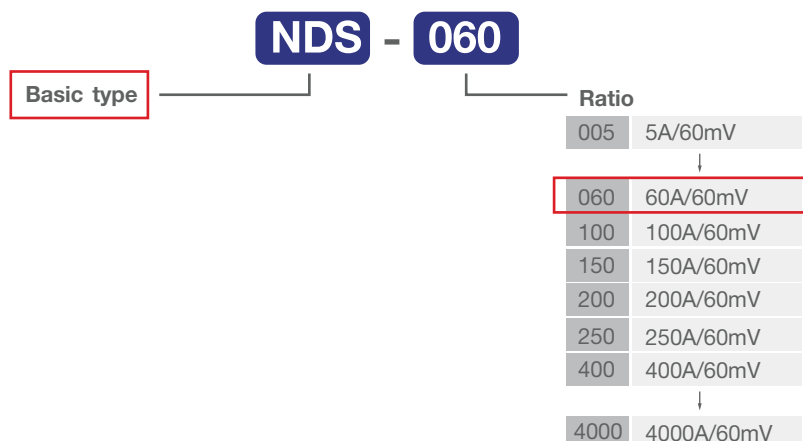 NDS - 060
Basic type
Ratio
005 5A/60mV
↓
060 60A/60mV
100 100A/60mV
150 150A/60mV
200 200A/60mV
250 250A/60mV
400 400A/60mV
↓
4000 4000A/60mV